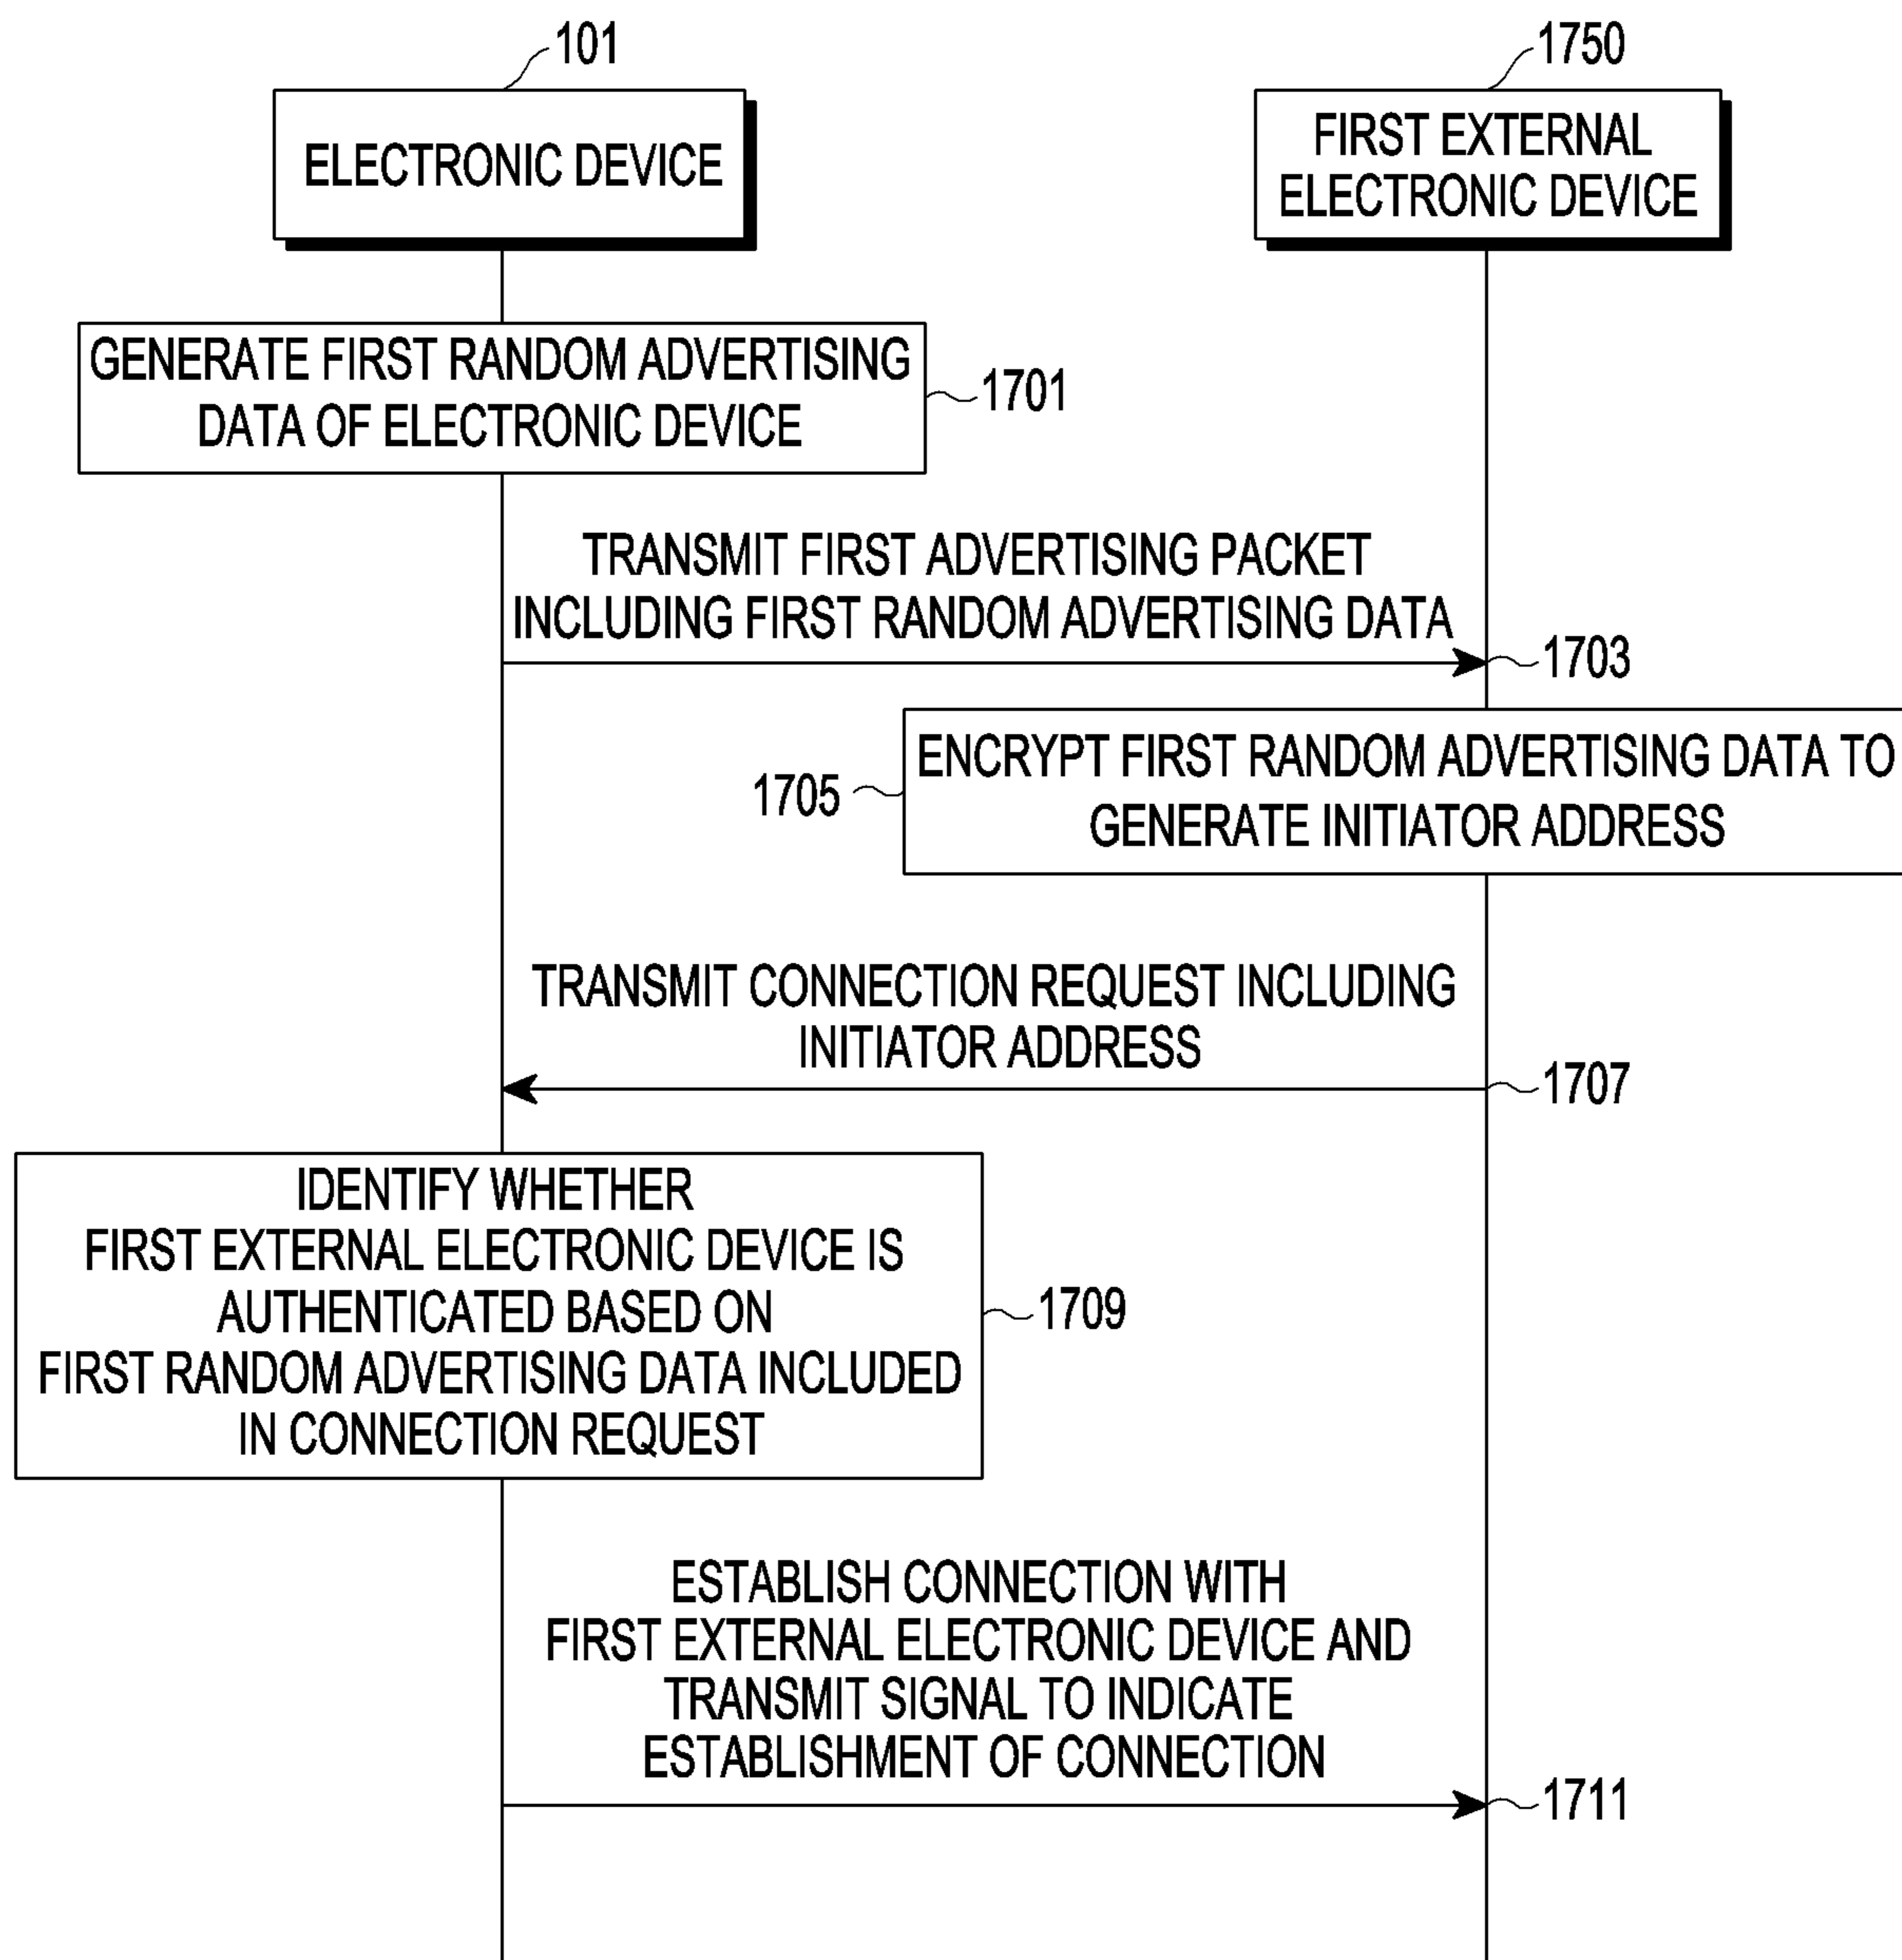 101
1750
ELECTRONIC DEVICE
FIRST EXTERNAL
ELECTRONIC DEVICE
GENERATE FIRST RANDOM ADVERTISING
DATA OF ELECTRONIC DEVICE
1701
TRANSMIT FIRST ADVERTISING PACKET
INCLUDING FIRST RANDOM ADVERTISING DATA
1703
ENCRYPT FIRST RANDOM ADVERTISING DATA TO
GENERATE INITIATOR ADDRESS
1705
TRANSMIT CONNECTION REQUEST INCLUDING
INITIATOR ADDRESS
1707
IDENTIFY WHETHER
FIRST EXTERNAL ELECTRONIC DEVICE IS
AUTHENTICATED BASED ON
FIRST RANDOM ADVERTISING DATA INCLUDED
IN CONNECTION REQUEST
1709
ESTABLISH CONNECTION WITH
FIRST EXTERNAL ELECTRONIC DEVICE AND
TRANSMIT SIGNAL TO INDICATE
ESTABLISHMENT OF CONNECTION
1711